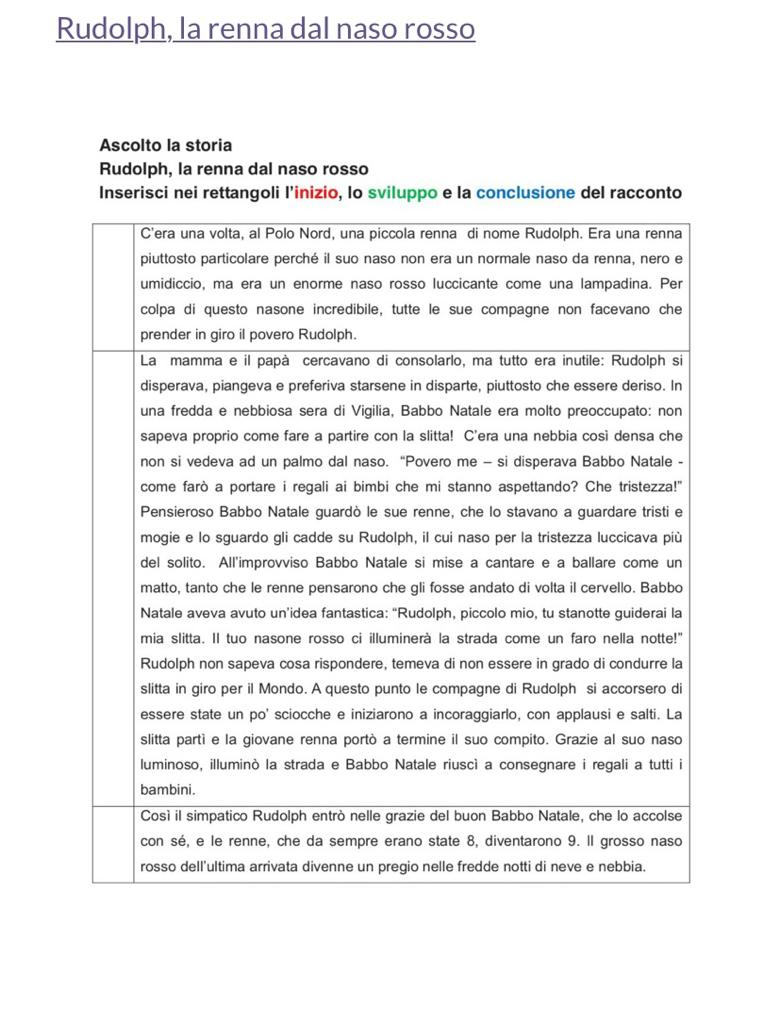 Rudolph, la renna dal naso rosso
Ascolto la storia
Rudolph, la renna dal naso rosso
Inserisci nei rettangoli l’inizio, lo sviluppo e la conclusione del racconto
C’era una volta, al Polo Nord, una piccola renna di nome Rudolph. Era una renna
piuttosto particolare perché il suo naso non era un normale naso da renna, nero e
umidiccio, ma era un enorme naso rosso luccicante come una lampadina. Per
colpa di questo nasone incredibile, tutte le sue compagne non facevano che
prender in giro il povero Rudolph.
La mamma e il papà cercavano di consolarlo, ma tutto era inutile: Rudolph si
disperava, piangeva e preferiva starsene in disparte, piuttosto che essere deriso. In
una fredda e nebbiosa sera di Vigilia, Babbo Natale era molto preoccupato: non
sapeva proprio come fare a partire con la slitta! C’era una nebbia così densa che
non si vedeva ad un palmo dal naso. “Povero me – si disperava Babbo Natale -
come farò a portare i regali ai bimbi che mi stanno aspettando? Che tristezza!”
Pensieroso Babbo Natale guardò le sue renne, che lo stavano a guardare tristi e
mogie e lo sguardo gli cadde su Rudolph, il cui naso per la tristezza luccicava più
del solito. All’improvviso Babbo Natale si mise a cantare e a ballare come un
matto, tanto che le renne pensarono che gli fosse andato di volta il cervello. Babbo
Natale aveva avuto un’idea fantastica: “Rudolph, piccolo mio, tu stanotte guiderai la
mia slitta. Il tuo nasone rosso ci illuminerà la strada come un faro nella notte!”
Rudolph non sapeva cosa rispondere, temeva di non essere in grado di condurre la
slitta in giro per il Mondo. A questo punto le compagne di Rudolph si accorsero di
essere state un po’ sciocche e iniziarono a incoraggiarlo, con applausi e salti. La
slitta partì e la giovane renna portò a termine il suo compito. Grazie al suo naso
luminoso, illuminò la strada e Babbo Natale riuscì a consegnare i regali a tutti i
bambini.
Così il simpatico Rudolph entrò nelle grazie del buon Babbo Natale, che lo accolse
con sé, e le renne, che da sempre erano state 8, diventarono 9. Il grosso naso
rosso dell’ultima arrivata divenne un pregio nelle fredde notti di neve e nebbia.